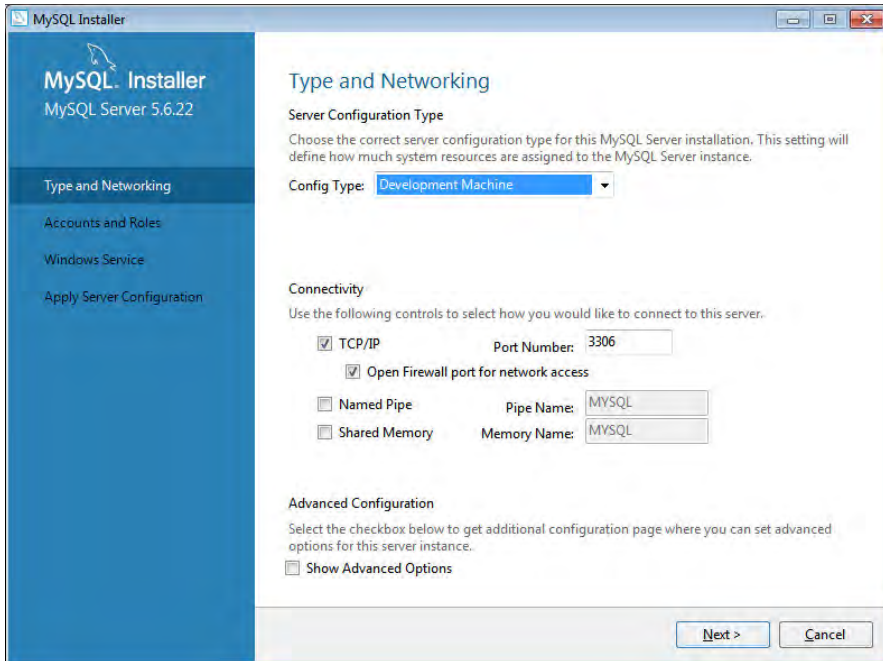 MySQL Installer
MySQL. Installer
MySQL Server 5.6.22
Type and Networking
Accounts and Roles
Windows Service
Apply Server Configuration
Type and Networking
Server Configuration Type
Choose the correct server configuration type for this MySQL Server installation. This setting will
define how much system resources are assigned to the MySQL Server instance.
Config Type: Development Machine
Connectivity
Use the following controls to select how you would like to connect to this server.
TCP/IP Port Number: 3306
Open Firewall port for network access
Named Pipe Pipe Name: MYSQL
Shared Memory Memory Name: MYSQL
Advanced Configuration
Select the checkbox below to get additional configuration page where you can set advanced
options for this server instance.
Show Advanced Options
Next > Cancel